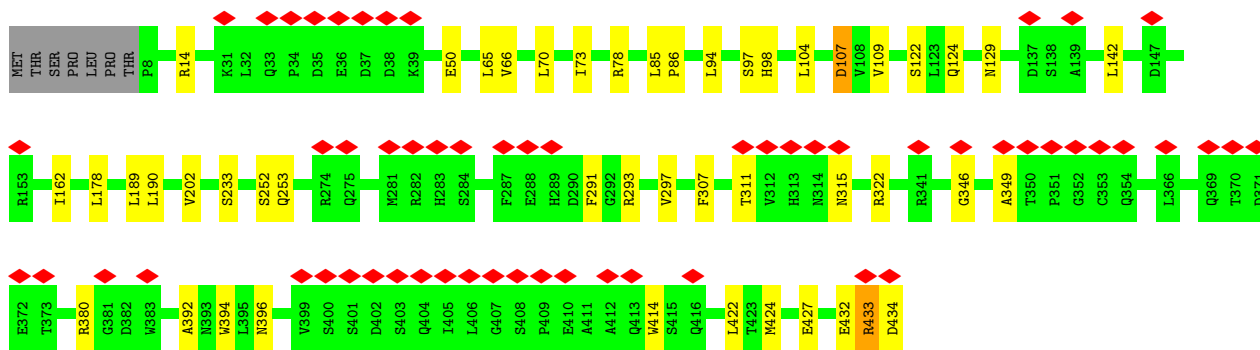 MET THR SER PRO LEU PRO THR P8 R14 K31 L32 Q33 P34 D35 E36 D37 D38 K39 E50 L65 V66 L70 I73 R78 L85 P86 L94 S97 H98 L104 D107 V108 V109 S122 L123 Q124 N129 D137 S138 A139 L142 D147
R153 I162 L178 L189 L190 V202 S233 S252 Q253 R274 Q275 M281 R282 H283 S284 F287 E288 H289 D290 F291 G292 R293 V297 F307 T311 V312 H313 N314 N315 R322 R341 G346 A349 T350 P351 G352 C353 Q354 L366 Q369 T370 D371
E372 T373 R380 G381 D382 W383 A392 N393 W394 L395 N396 V399 S400 S401 D402 S403 Q404 I405 L406 G407 S408 P409 E410 A411 A412 Q413 W414 S415 Q416 L422 T423 M424 E427 E432 R433 D434